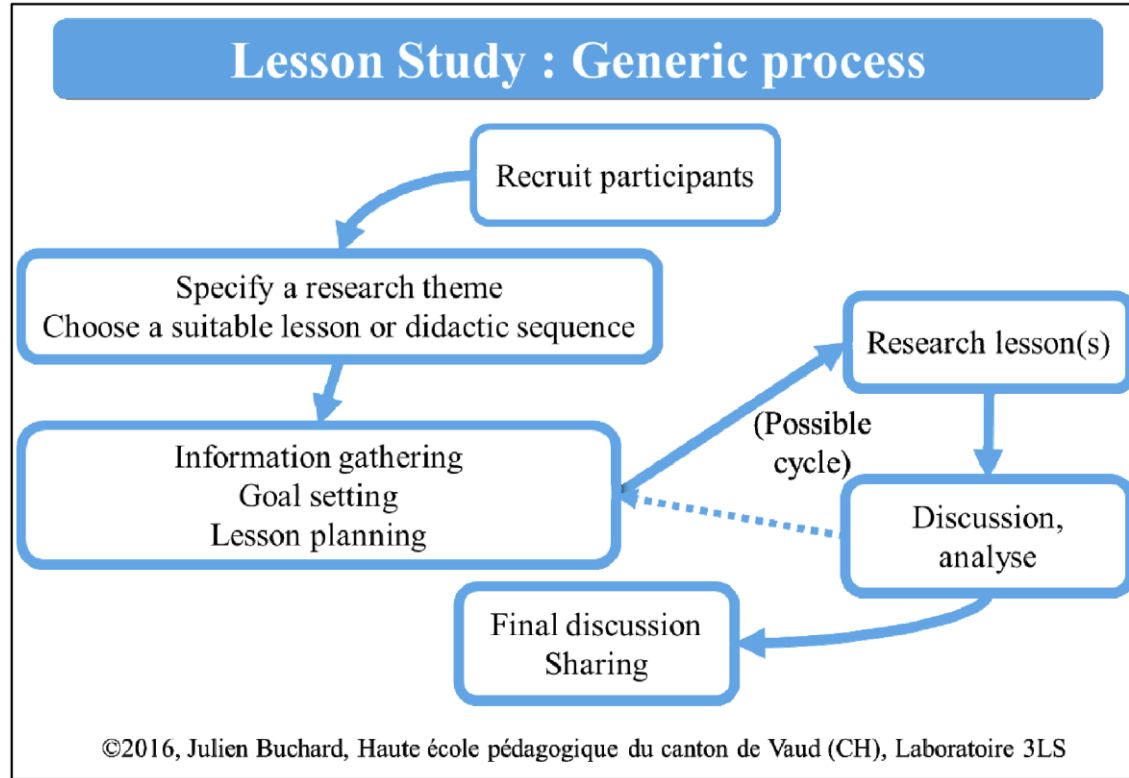 Lesson Study : Generic process
Recruit participants
Specify a research theme
Choose a suitable lesson or didactic sequence
Information gathering
Goal setting
Lesson planning
(Possible
cycle)
Research lesson(s)
Discussion,
analyse
Final discussion
Sharing
©2016, Julien Buchard, Haute école pédagogique du canton de Vaud (CH), Laboratoire 3LS